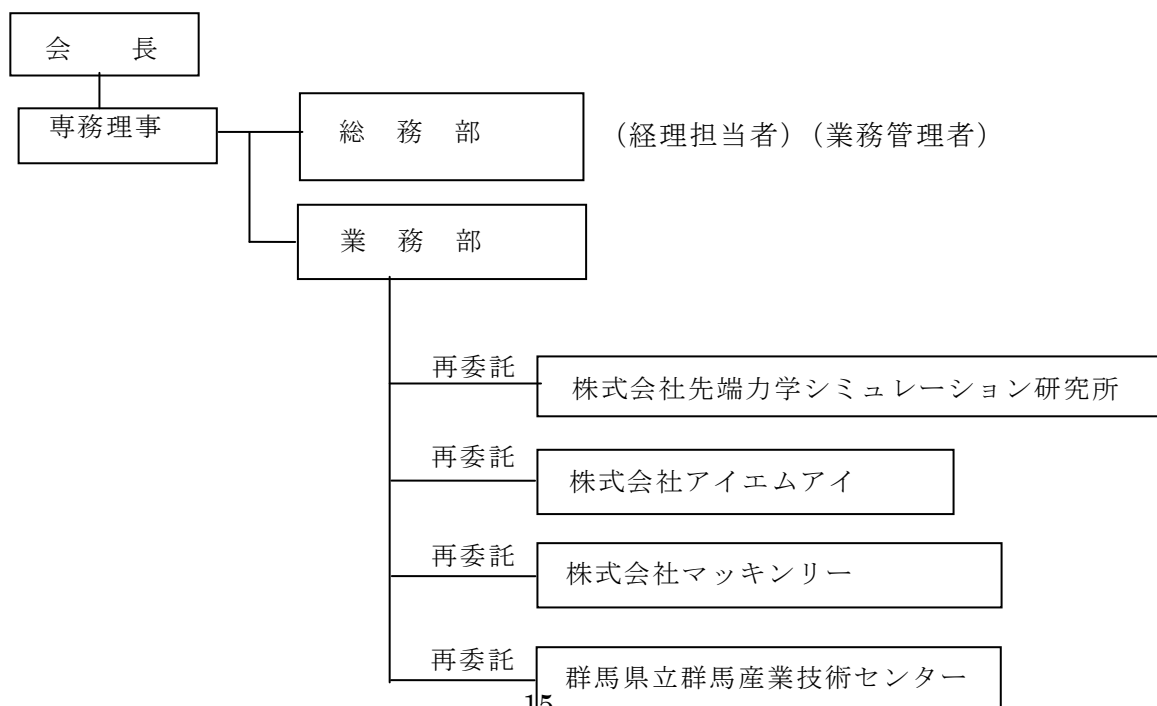 会　　長
専務理事
総　務　部
（経理担当者）（業務管理者）
業　務　部
再委託
株式会社先端力学シミュレーション研究所
再委託
株式会社アイエムアイ
再委託
株式会社マッキンリー
再委託
群馬県立群馬産業技術センター
15